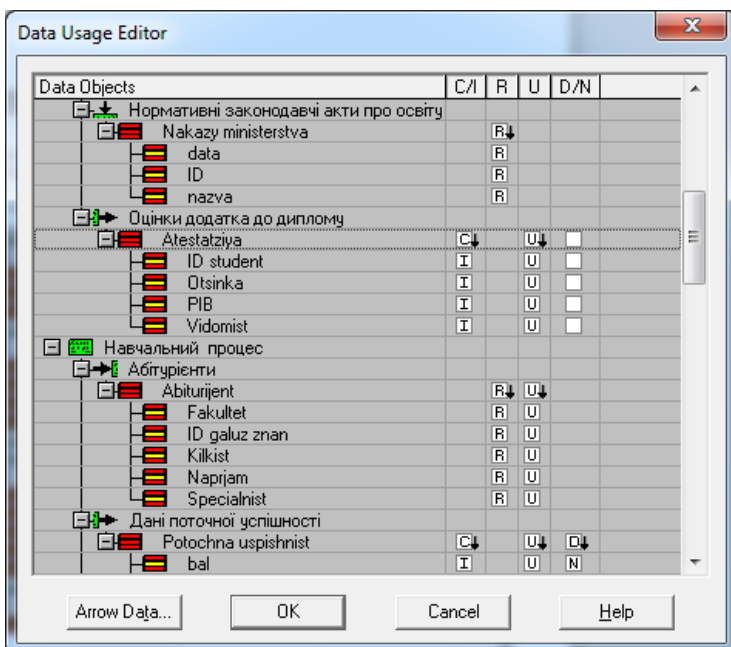 Data Usage Editor
Data Objects C/I R U D/N
Нормативні законодавчі акти про освіту
Nakazy ministerstva R
data R
ID R
nazva R
Оцінки додатка до диплому
Atestatziya C U
ID student I U
Otsinka I U
PIB I U
Vidomist I U
Навчальний процес
Абітурієнти
Abiturijent R U
Fakultet R U
ID galuz znan R U
Kilkist R U
Naprjam R U
Specialnist R U
Дані поточної успішності
Potochna uspishnist C U D
bal I U N
Arrow Data... OK Cancel Help